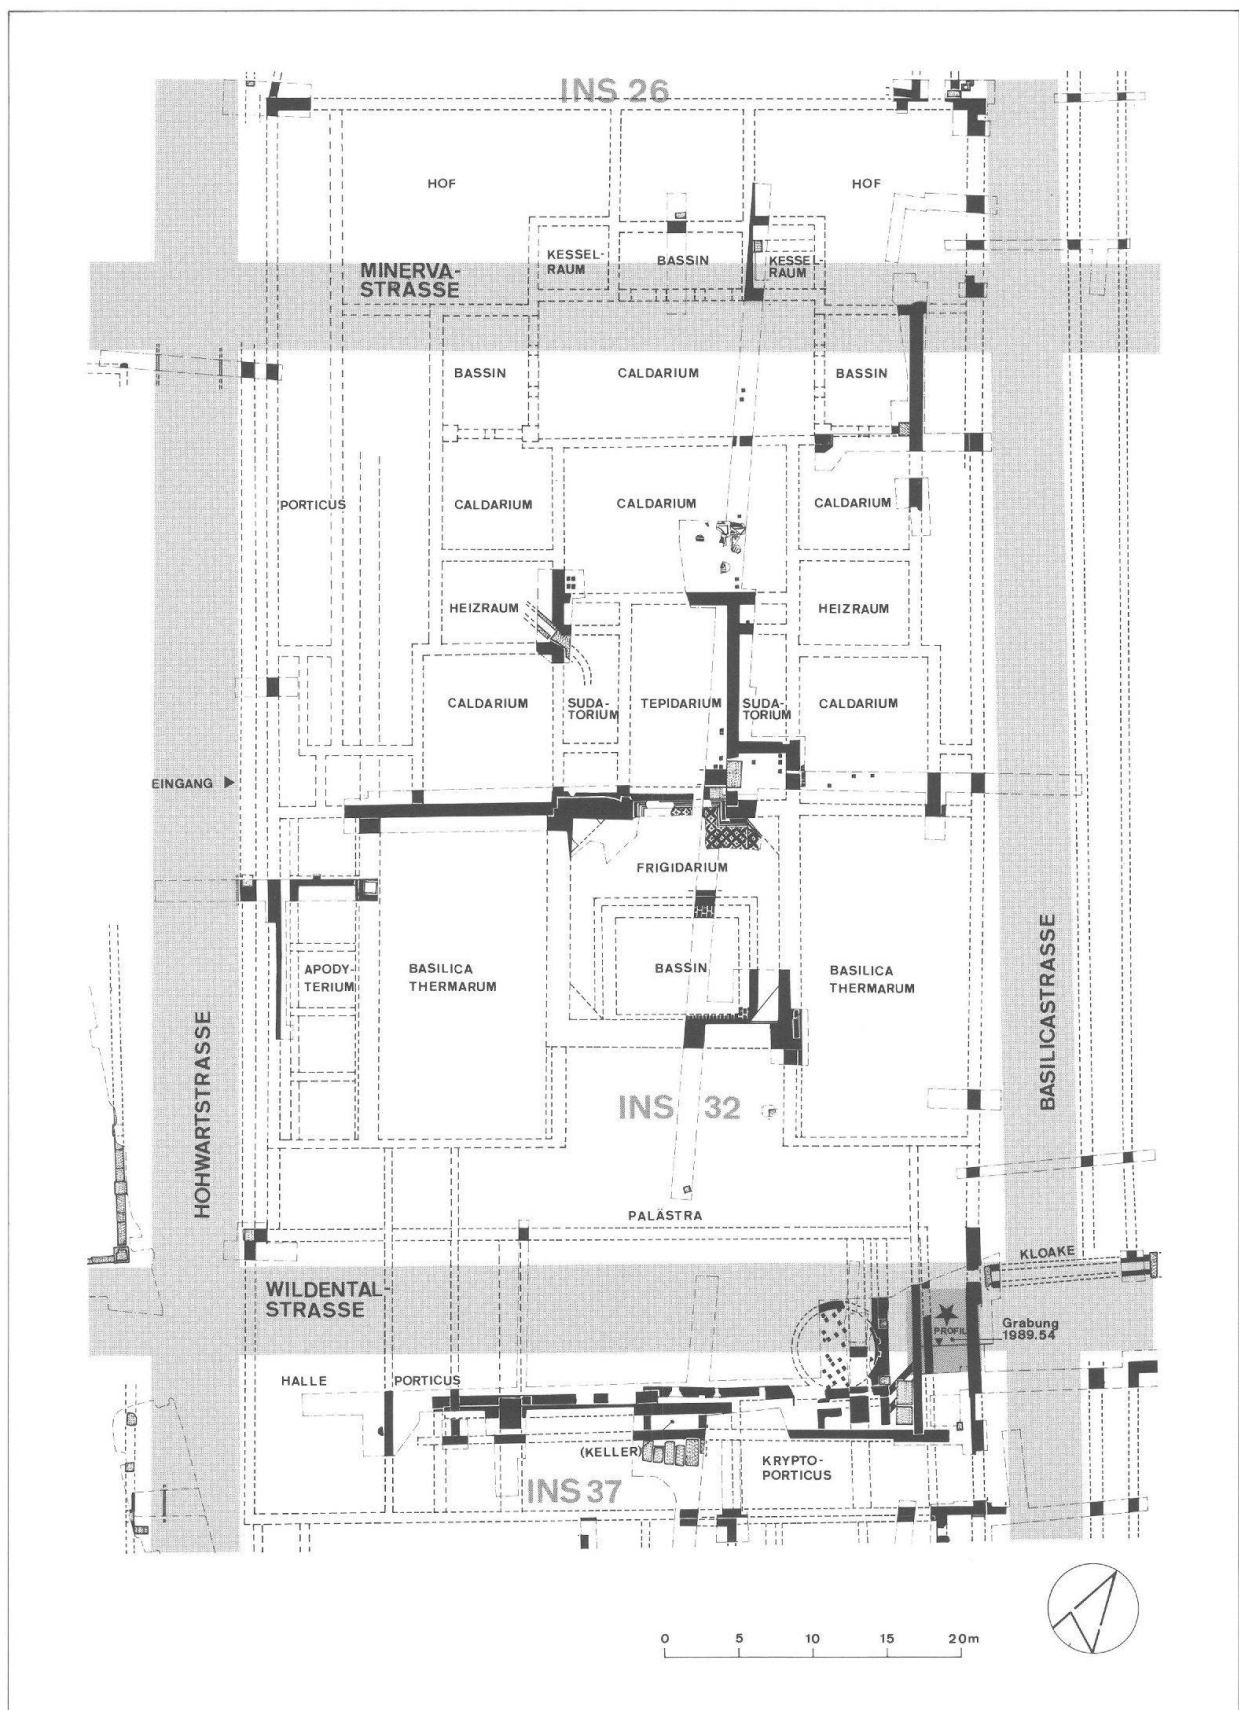 INS 26
HOF
HOF
KESSEL-
RAUM
BASSIN
KESSEL-
RAUM
MINERVA-
STRASSE
BASSIN
CALDARIUM
BASSIN
PORTICUS
CALDARIUM
CALDARIUM
CALDARIUM
HEIZRAUM
HEIZRAUM
CALDARIUM
SUDA-
TORIUM
TEPIDARIUM
SUDA-
TORIUM
CALDARIUM
EINGANG
FRIGIDARIUM
APODY-
TERIUM
BASILICA
THERMARUM
BASSIN
BASILICA
THERMARUM
HOHWARTSTRASSE
BASILICASTRASSE
INS 32
PALÄSTRA
KLOAKE
WILDENTAL-
STRASSE
PROFIL
Grabung
1989.54
HALLE
PORTICUS
(KELLER)
KRYPTO-
PORTICUS
INS 37
0 5 10 15 20m